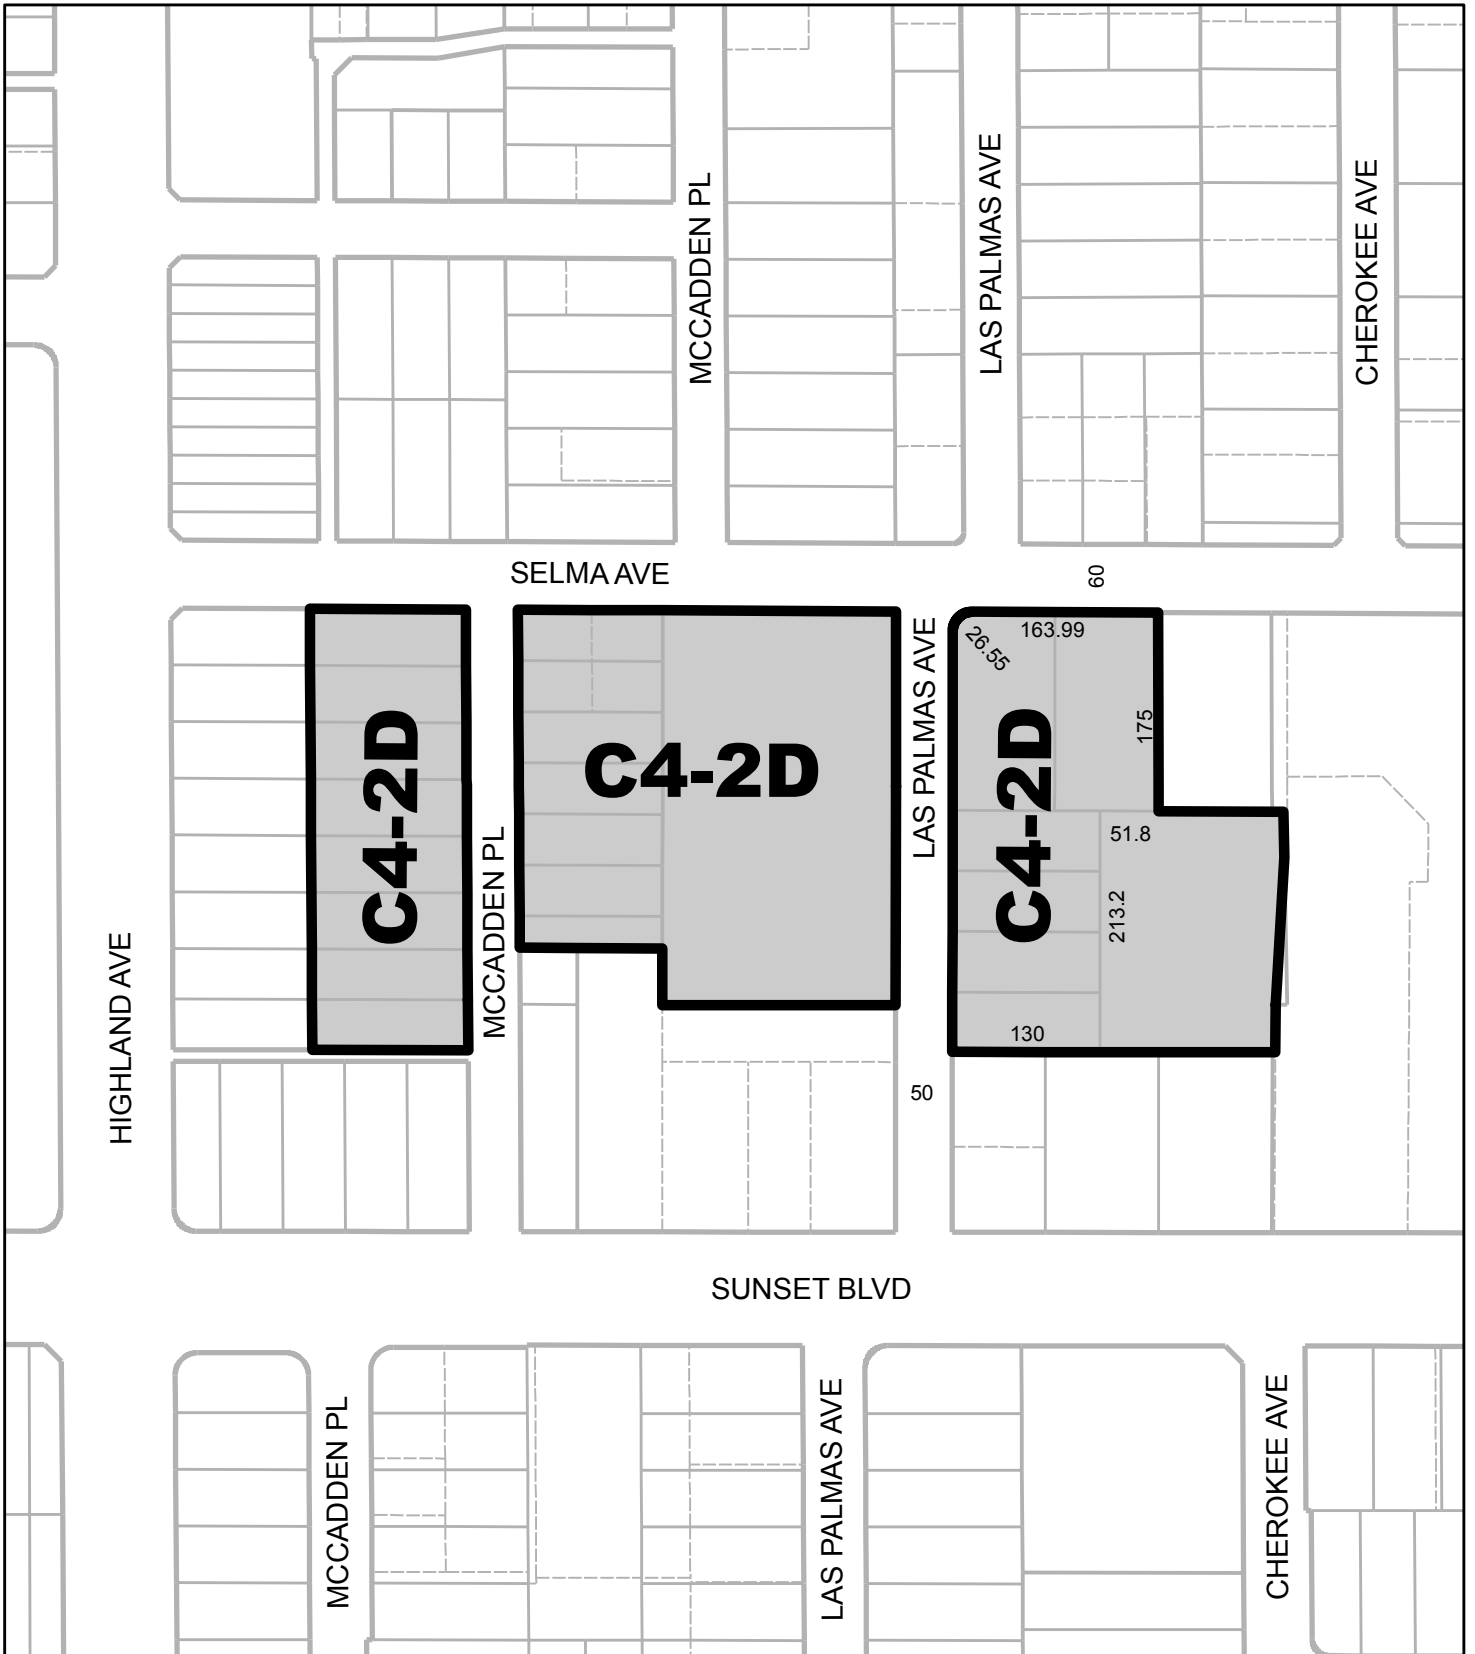 MCCADDEN PL
LAS PALMAS AVE
CHEROKEE AVE
SELMA AVE
60
C4-2D
C4-2D
C4-2D
LAS PALMAS AVE
163.99
26.55
175
51.8
213.2
130
MCCADDEN PL
HIGHLAND AVE
50
SUNSET BLVD
MCCADDEN PL
LAS PALMAS AVE
CHEROKEE AVE